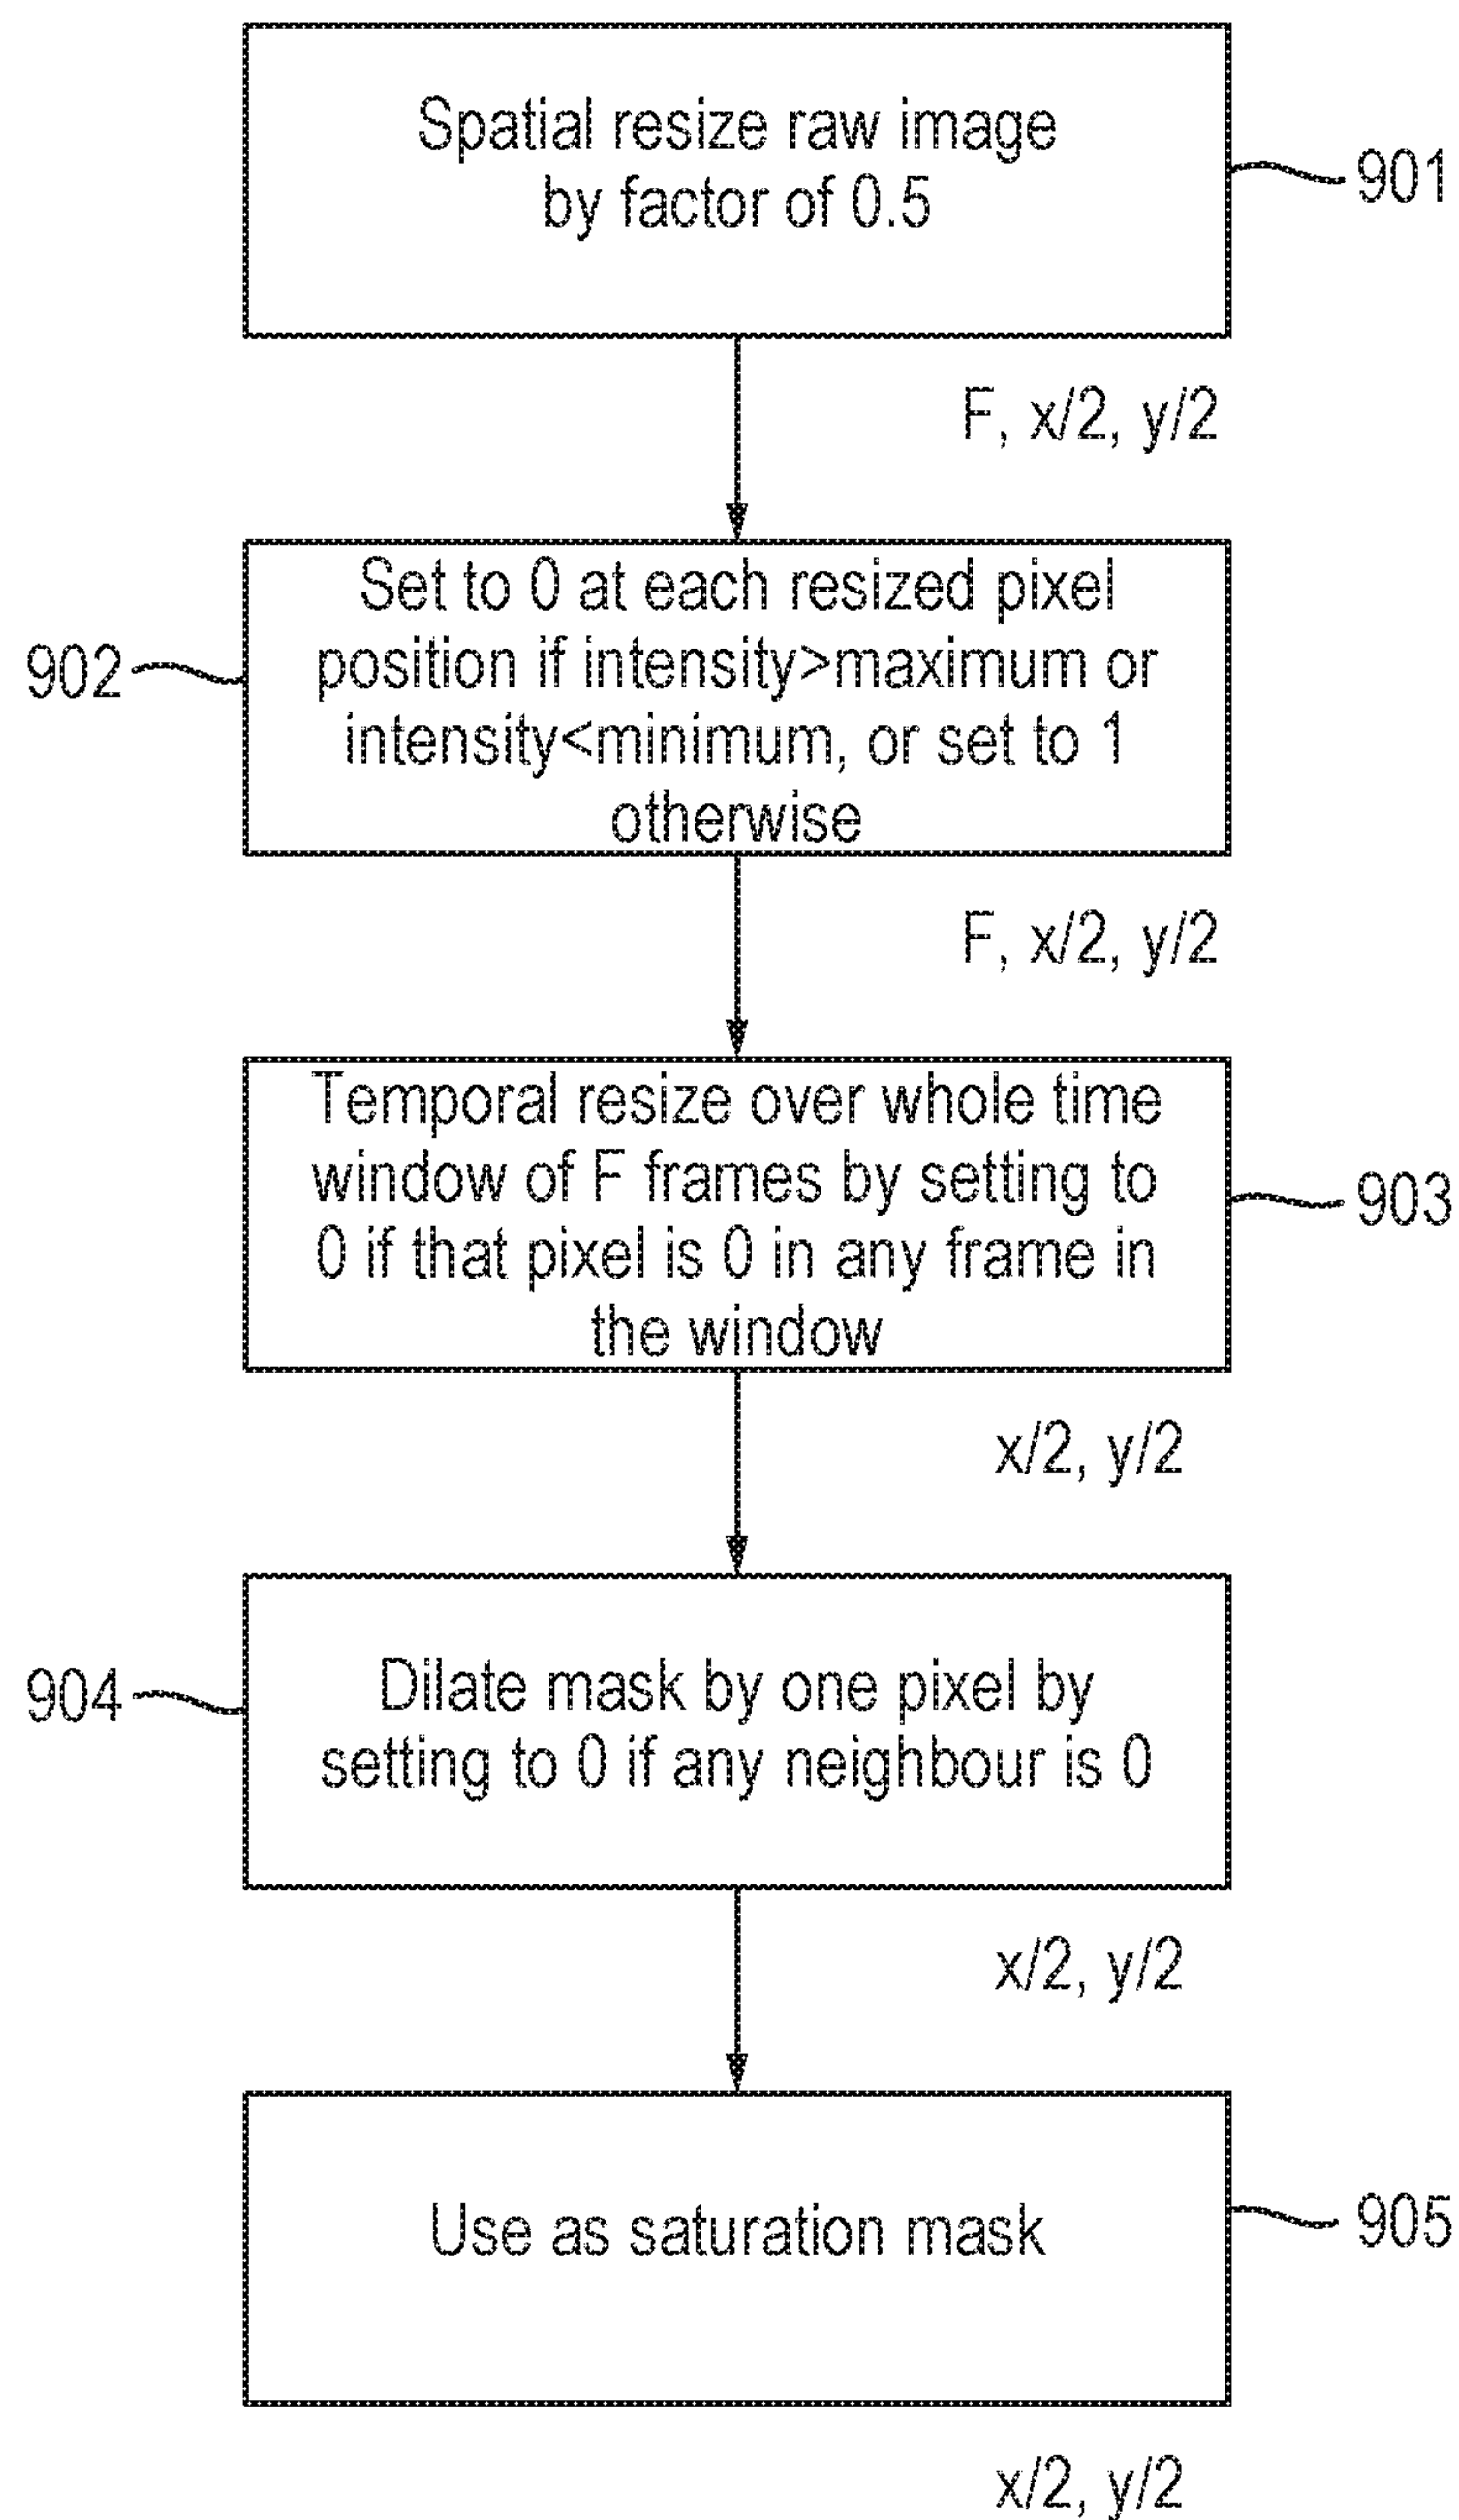 Spatial resize raw image
by factor of 0.5
901
F, x/2, y/2
Set to 0 at each resized pixel
position if intensity>maximum or
intensity<minimum, or set to 1
otherwise
902
F, x/2, y/2
Temporal resize over whole time
window of F frames by setting to
0 if that pixel is 0 in any frame in
the window
903
x/2, y/2
Dilate mask by one pixel by
setting to 0 if any neighbour is 0
904
x/2, y/2
Use as saturation mask
905
x/2, y/2